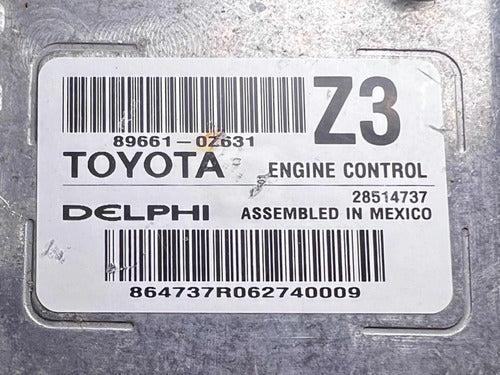 Z3
89661-0Z631
TOYOTA ENGINE CONTROL
28514737
DELPHI ASSEMBLED IN MEXICO
864737R062740009